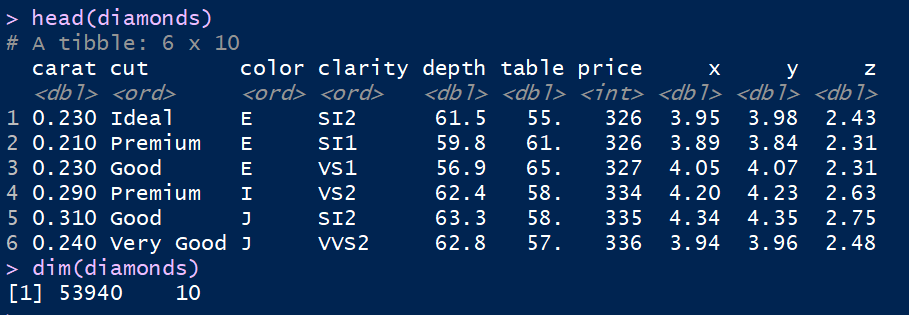 > head(diamonds)
# A tibble: 6 x 10
  carat cut       color clarity depth table price     x     y     z
  <dbl> <ord>     <ord> <ord>   <dbl> <dbl> <int> <dbl> <dbl> <dbl>
1 0.230 Ideal     E     SI2      61.5   55.   326  3.95  3.98  2.43
2 0.210 Premium   E     SI1      59.8   61.   326  3.89  3.84  2.31
3 0.230 Good      E     VS1      56.9   65.   327  4.05  4.07  2.31
4 0.290 Premium   I     VS2      62.4   58.   334  4.20  4.23  2.63
5 0.310 Good      J     SI2      63.3   58.   335  4.34  4.35  2.75
6 0.240 Very Good J     VVS2     62.8   57.   336  3.94  3.96  2.48
> dim(diamonds)
[1] 53940    10